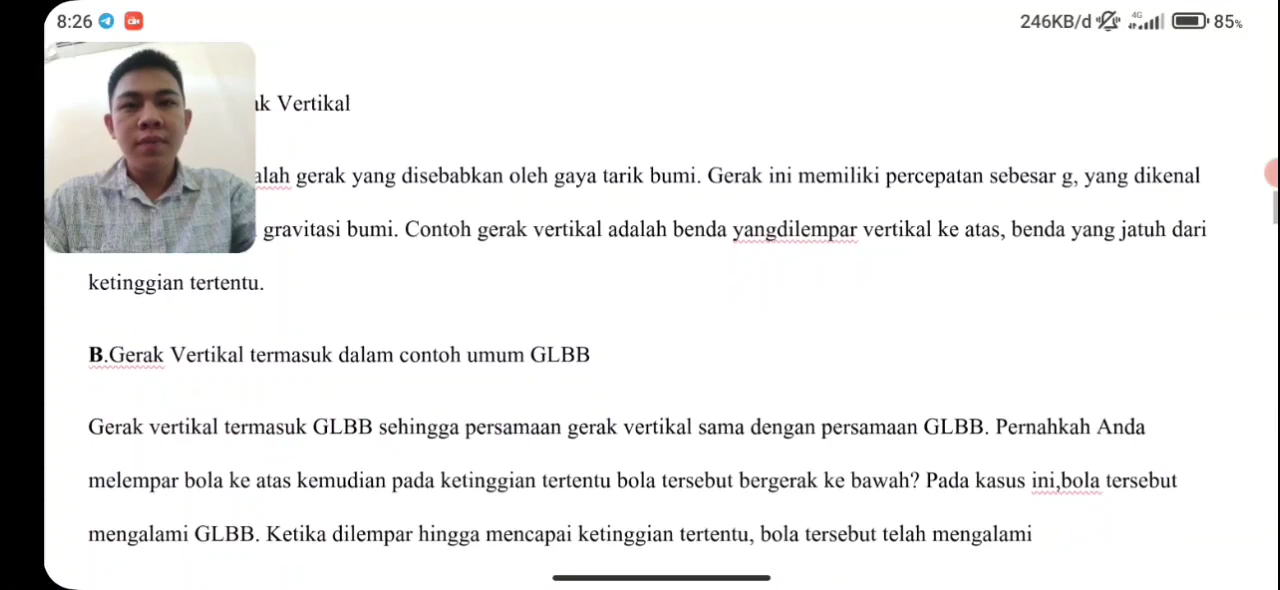 8:26 246KB/d 4G 85%
k Vertikal
alah gerak yang disebabkan oleh gaya tarik bumi. Gerak ini memiliki percepatan sebesar g, yang dikenal
gravitasi bumi. Contoh gerak vertikal adalah benda yangdilempar vertikal ke atas, benda yang jatuh dari
ketinggian tertentu.
B.Gerak Vertikal termasuk dalam contoh umum GLBB
Gerak vertikal termasuk GLBB sehingga persamaan gerak vertikal sama dengan persamaan GLBB. Pernahkah Anda
melempar bola ke atas kemudian pada ketinggian tertentu bola tersebut bergerak ke bawah? Pada kasus ini,bola tersebut
mengalami GLBB. Ketika dilempar hingga mencapai ketinggian tertentu, bola tersebut telah mengalami